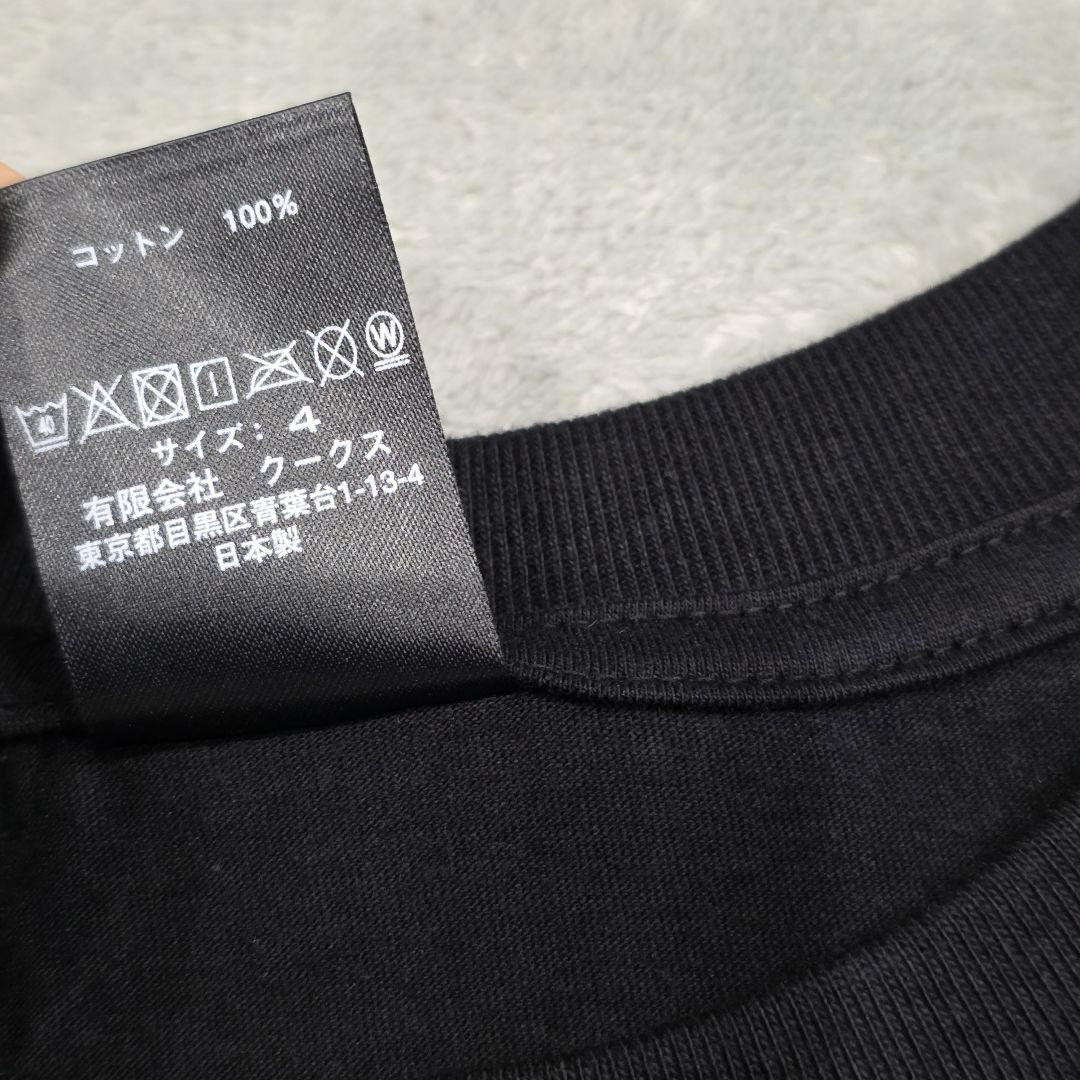 コットン 100%
40 W
サイズ: 4
有限会社 クークス
東京都目黒区青葉台1-13-4
日本製